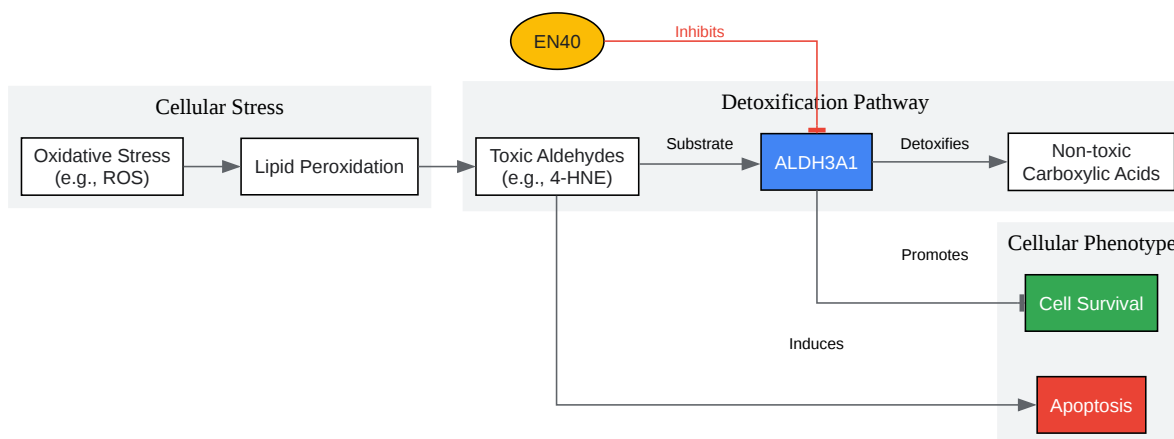 EN40
Inhibits
Cellular Stress
Detoxification Pathway
Oxidative Stress
(e.g., ROS)
Lipid Peroxidation
Toxic Aldehydes
(e.g., 4-HNE)
Substrate
ALDH3A1
Detoxifies
Non-toxic
Carboxylic Acids
Cellular Phenotype
Promotes
Cell Survival
Induces
Apoptosis